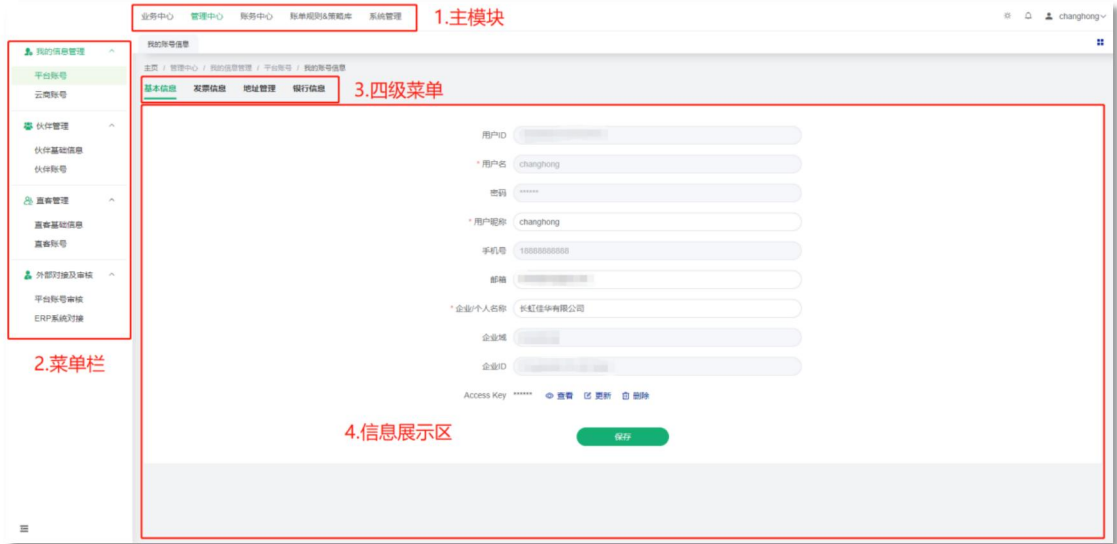 业务中心 管理中心 账务中心 账单规则&策略库 系统管理
1.主模块
changhong
我的账号信息
主页 / 管理中心 / 我的信息管理 / 平台账号 / 我的账号信息
基本信息 发票信息 地址管理 银行信息
3.四级菜单
我的信息管理
平台账号
云商账号
伙伴管理
伙伴基础信息
伙伴账号
直客管理
直客基础信息
直客账号
外部对接及审核
平台账号审核
ERP系统对接
2.菜单栏
用户ID
*用户名 changhong
密码 ******
*用户昵称 changhong
手机号 18888888888
邮箱
*企业/个人名称 长虹佳华有限公司
企业域
企业ID
Access Key ****** 查看 更新 删除
4.信息展示区
保存